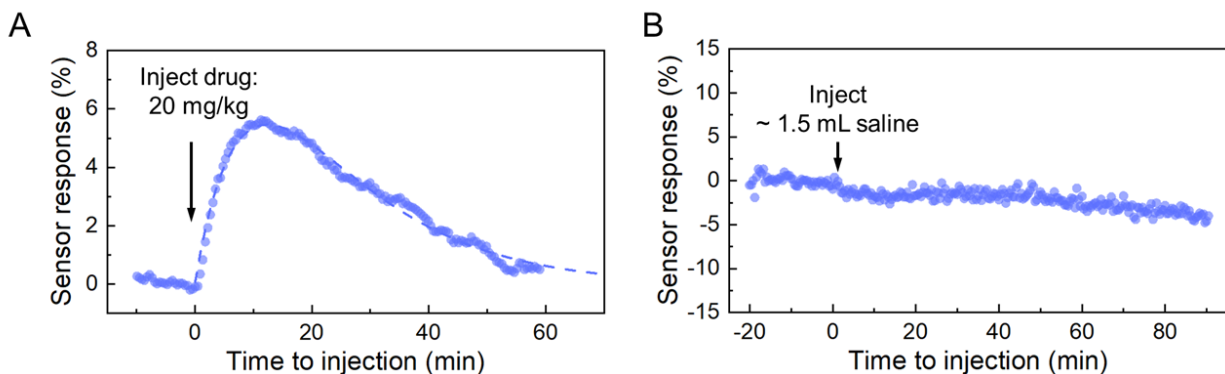 A
Sensor response (%)
8
6
4
2
0
Inject drug:
20 mg/kg
0 20 40 60
Time to injection (min)
B
Sensor response (%)
15
10
5
0
-5
-10
-15
Inject
~ 1.5 mL saline
-20 0 20 40 60 80
Time to injection (min)